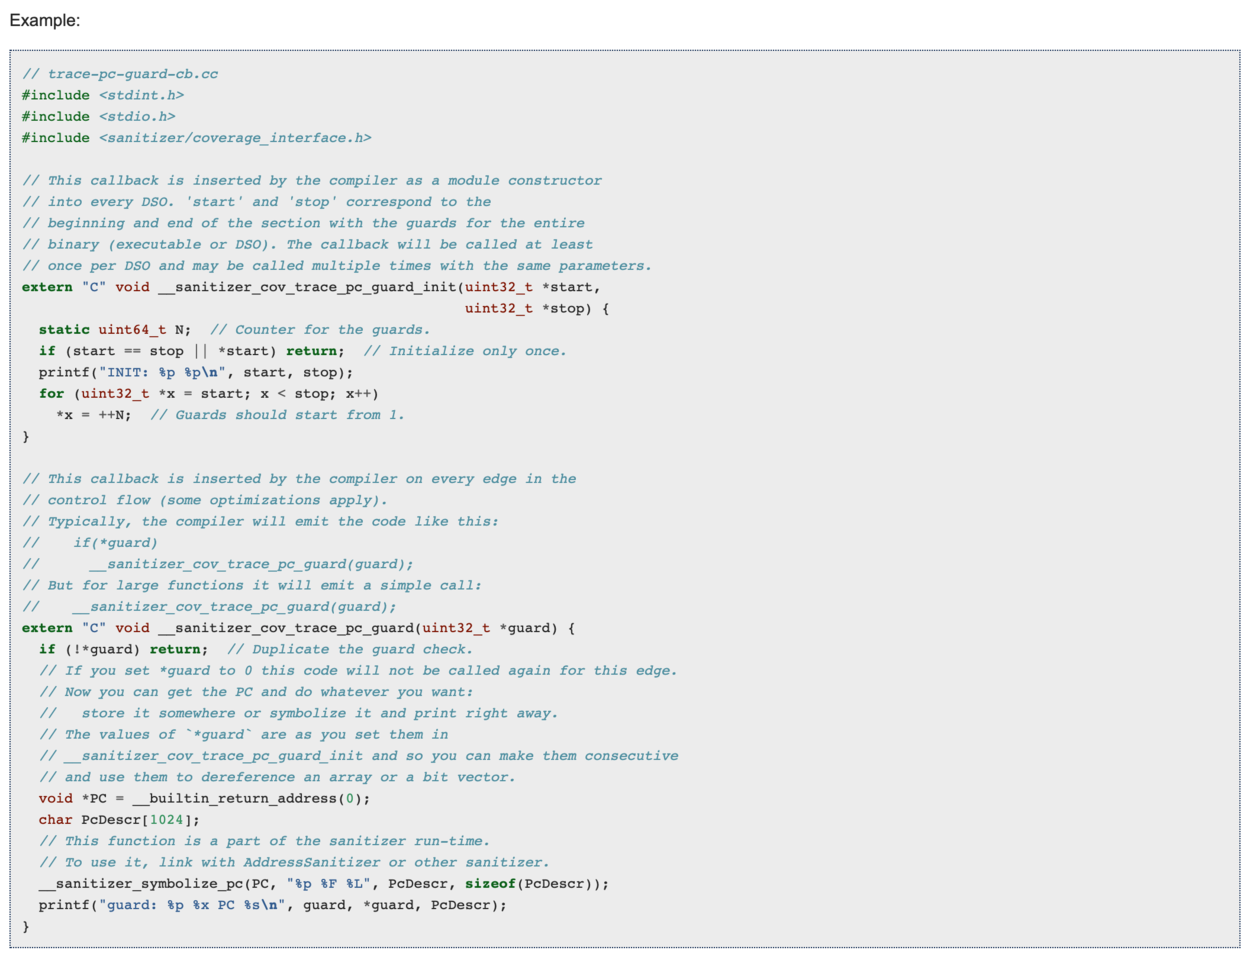 Example:
// trace-pc-guard-cb.cc
#include <stdint.h>
#include <stdio.h>
#include <sanitizer/coverage_interface.h>
// This callback is inserted by the compiler as a module constructor
// into every DSO. 'start' and 'stop' correspond to the
// beginning and end of the section with the guards for the entire
// binary (executable or DSO). The callback will be called at least
// once per DSO and may be called multiple times with the same parameters.
extern "C" void __sanitizer_cov_trace_pc_guard_init(uint32_t *start,
                                                    uint32_t *stop) {
  static uint64_t N;  // Counter for the guards.
  if (start == stop || *start) return;  // Initialize only once.
  printf("INIT: %p %p\n", start, stop);
  for (uint32_t *x = start; x < stop; x++)
    *x = ++N;  // Guards should start from 1.
}
// This callback is inserted by the compiler on every edge in the
// control flow (some optimizations apply).
// Typically, the compiler will emit the code like this:
//    if(*guard)
//      __sanitizer_cov_trace_pc_guard(guard);
// But for large functions it will emit a simple call:
//    __sanitizer_cov_trace_pc_guard(guard);
extern "C" void __sanitizer_cov_trace_pc_guard(uint32_t *guard) {
  if (!*guard) return;  // Duplicate the guard check.
  // If you set *guard to 0 this code will not be called again for this edge.
  // Now you can get the PC and do whatever you want:
  //   store it somewhere or symbolize it and print right away.
  // The values of `*guard` are as you set them in
  // __sanitizer_cov_trace_pc_guard_init and so you can make them consecutive
  // and use them to dereference an array or a bit vector.
  void *PC = __builtin_return_address(0);
  char PcDescr[1024];
  // This function is a part of the sanitizer run-time.
  // To use it, link with AddressSanitizer or other sanitizer.
  __sanitizer_symbolize_pc(PC, "%p %F %L", PcDescr, sizeof(PcDescr));
  printf("guard: %p %x PC %s\n", guard, *guard, PcDescr);
}